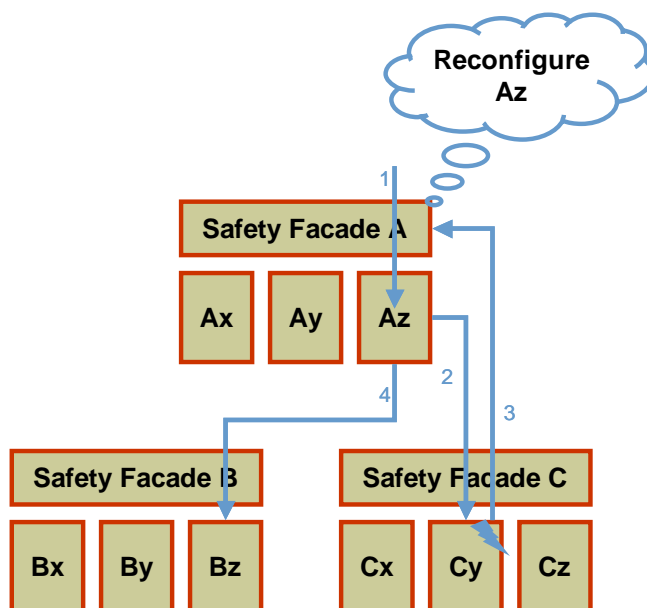 Reconfigure
Az
1
Safety Facade A
Ax
Ay
Az
2
3
4
Safety Facade B
Safety Facade C
Bx
By
Bz
Cx
Cy
Cz